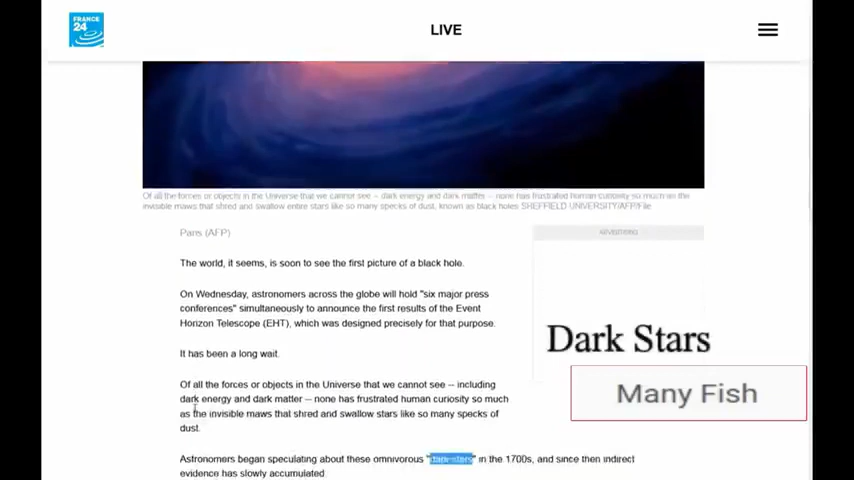 FRANCE
24
LIVE
Of all the forces or objects in the Universe that we cannot see -- dark energy and dark matter -- none has frustrated human curiosity so much as the
invisible maws that shred and swallow entire stars like so many specks of dust, known as black holes SHEFFIELD UNIVERSITY/AFP/File
Paris (AFP)
ADVERTISING
The world, it seems, is soon to see the first picture of a black hole.
On Wednesday, astronomers across the globe will hold "six major press
conferences" simultaneously to announce the first results of the Event
Horizon Telescope (EHT), which was designed precisely for that purpose.
Dark Stars
It has been a long wait.
Many Fish
Of all the forces or objects in the Universe that we cannot see -- including
dark energy and dark matter -- none has frustrated human curiosity so much
as the invisible maws that shred and swallow stars like so many specks of
dust.
Astronomers began speculating about these omnivorous "dark stars" in the 1700s, and since then indirect
evidence has slowly accumulated